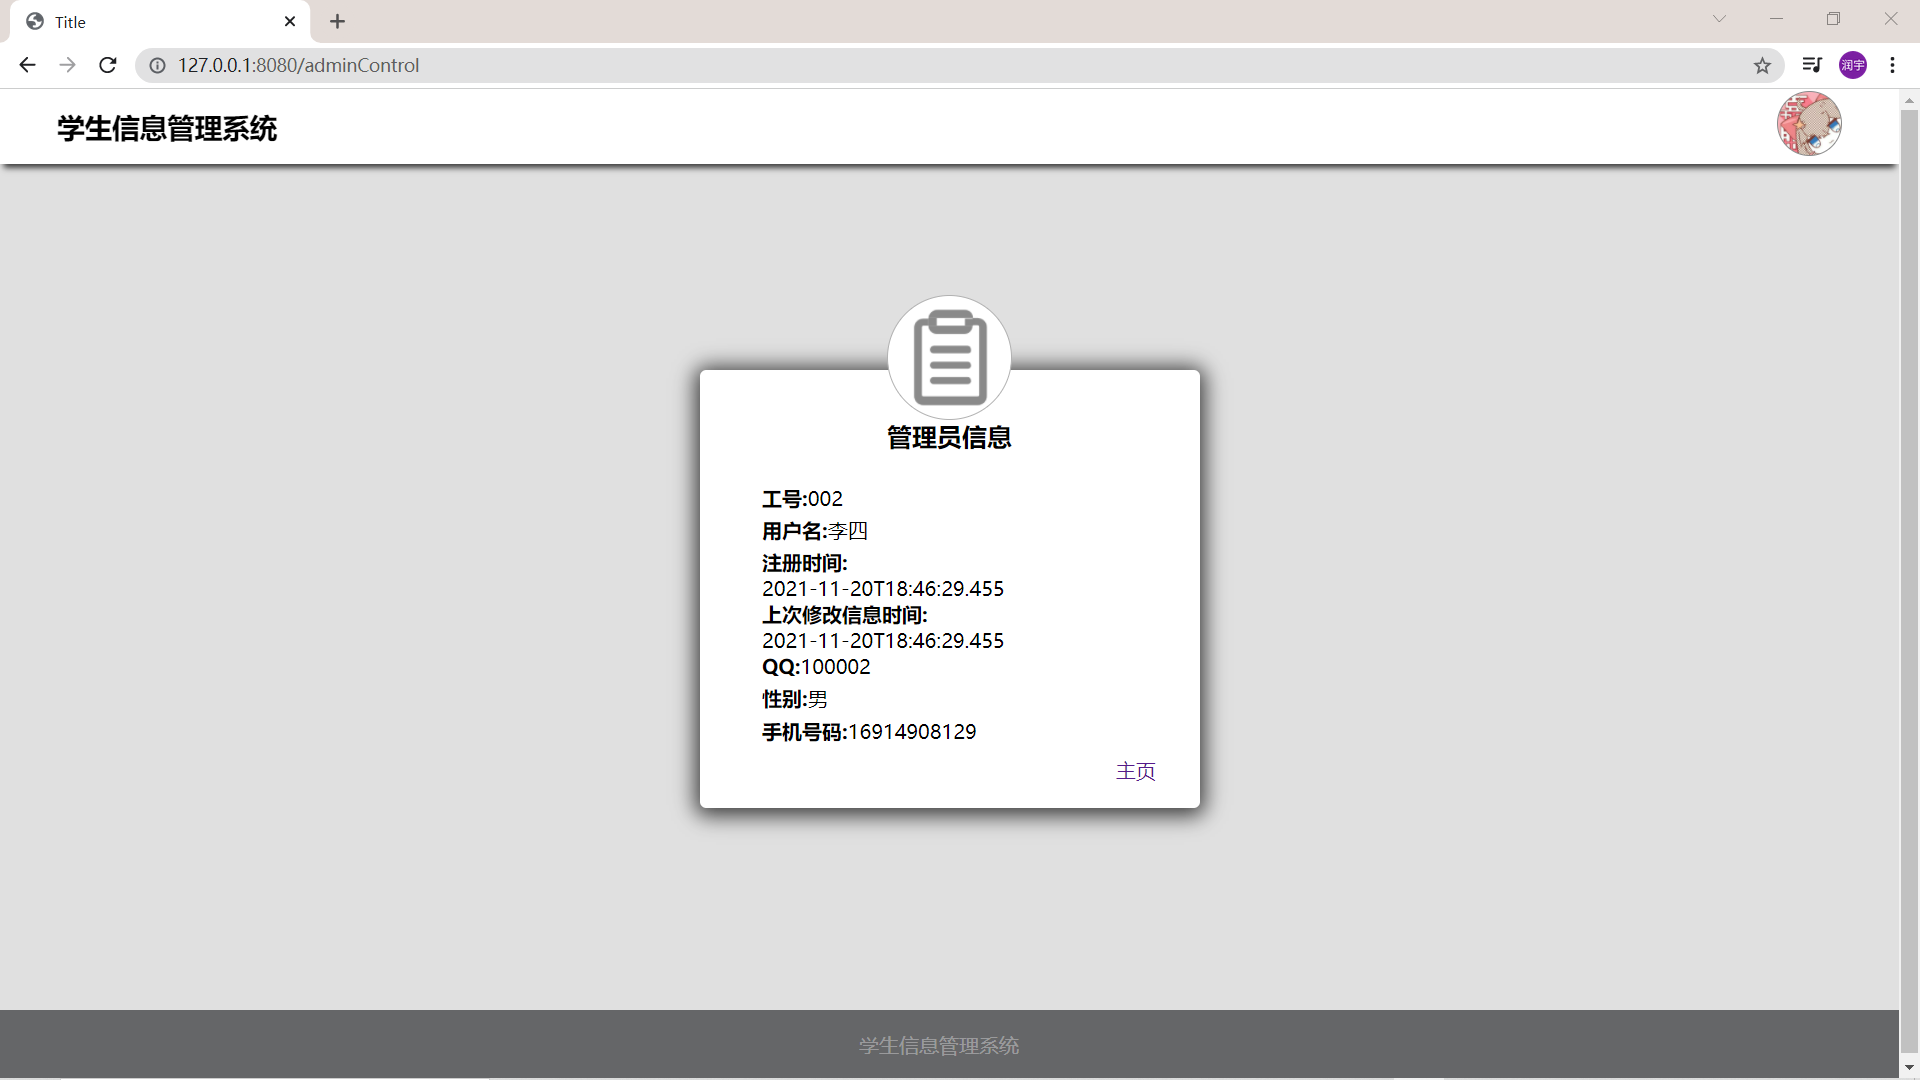 Title
127.0.0.1:8080/adminControl
润宇
学生信息管理系统
管理员信息
工号:002
用户名:李四
注册时间:
2021-11-20T18:46:29.455
上次修改信息时间:
2021-11-20T18:46:29.455
QQ:100002
性别:男
手机号码:16914908129
主页
学生信息管理系统